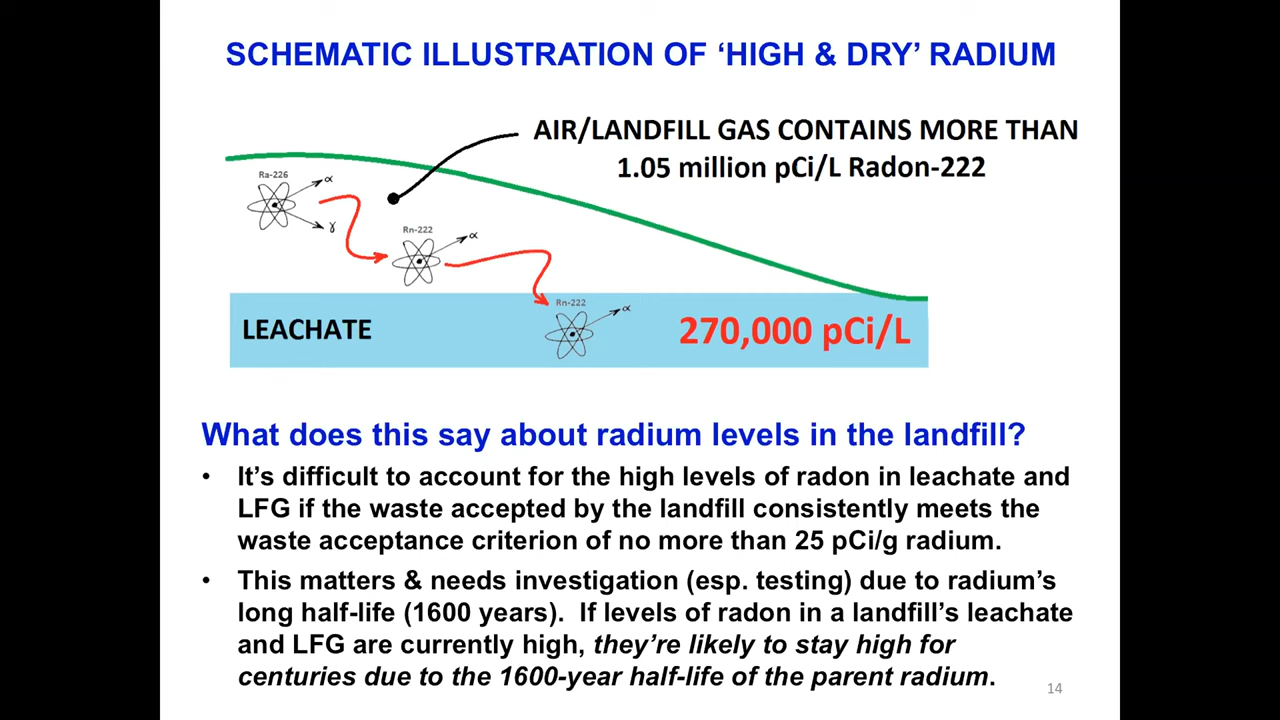 SCHEMATIC ILLUSTRATION OF ‘HIGH & DRY’ RADIUM
AIR/LANDFILL GAS CONTAINS MORE THAN
1.05 million pCi/L Radon-222
Ra-226
α
γ
Rn-222
α
Rn-222
α
LEACHATE
270,000 pCi/L
What does this say about radium levels in the landfill?
• It’s difficult to account for the high levels of radon in leachate and
LFG if the waste accepted by the landfill consistently meets the
waste acceptance criterion of no more than 25 pCi/g radium.
• This matters & needs investigation (esp. testing) due to radium’s
long half-life (1600 years). If levels of radon in a landfill’s leachate
and LFG are currently high, they’re likely to stay high for
centuries due to the 1600-year half-life of the parent radium.
14